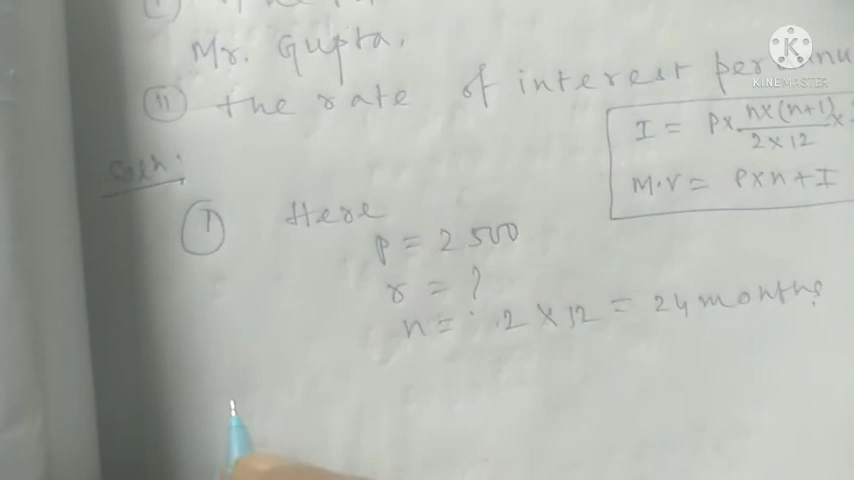 (i)
Mr. Gupta.
(ii) the rate of interest per annu
Soln:
I = P x n x (n+1) / 2 x 12 x
M.V = P x n + I
(I) Here
P = 2500
r = ?
n = 2 x 12 = 24 months
K
KINEMASTER